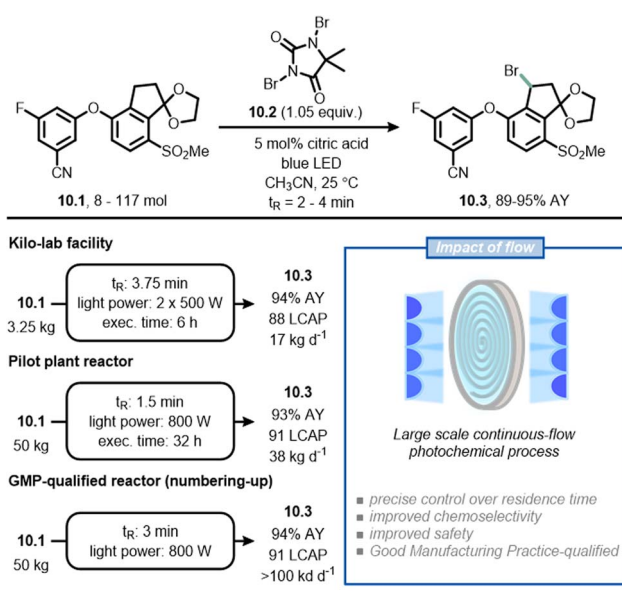 Br
O
N
N
Br
O
10.2 (1.05 equiv.)
5 mol% citric acid
blue LED
CH₃CN, 25 °C
tR = 2 - 4 min
F
O
O
O
SO₂Me
CN
10.1, 8 - 117 mol
Br
F
O
O
O
SO₂Me
CN
10.3, 89-95% AY
Kilo-lab facility
10.1
3.25 kg
tR: 3.75 min
light power: 2 x 500 W
exec. time: 6 h
10.3
94% AY
88 LCAP
17 kg d⁻¹
Pilot plant reactor
10.1
50 kg
tR: 1.5 min
light power: 800 W
exec. time: 32 h
10.3
93% AY
91 LCAP
38 kg d⁻¹
GMP-qualified reactor (numbering-up)
10.1
50 kg
tR: 3 min
light power: 800 W
10.3
94% AY
91 LCAP
>100 kd d⁻¹
Impact of flow
Large scale continuous-flow
photochemical process
▪ precise control over residence time
▪ improved chemoselectivity
▪ improved safety
▪ Good Manufacturing Practice-qualified